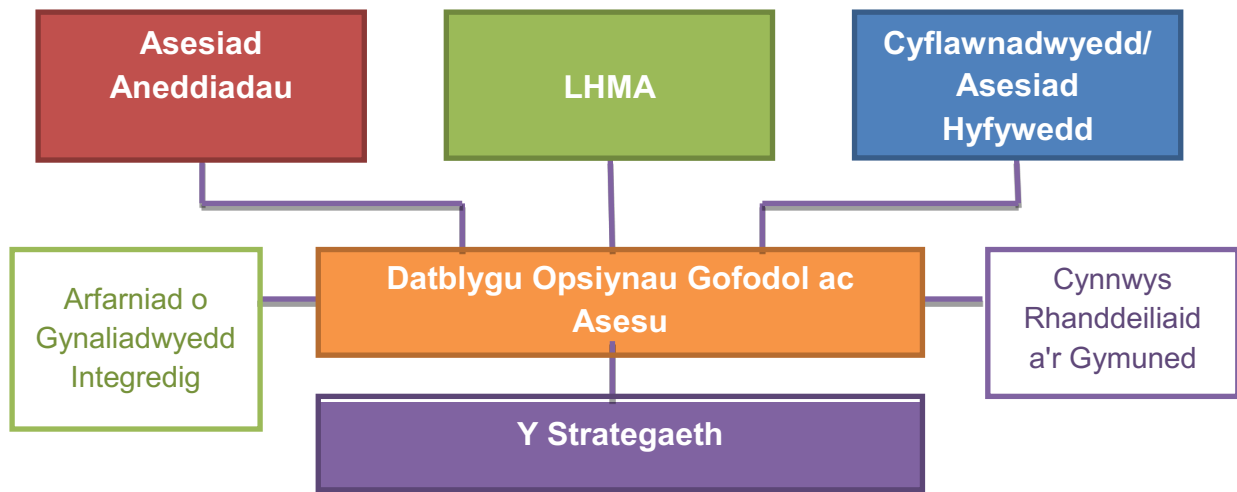 Asesiad
Aneddiadau
LHMA
Cyflawnadwyedd/
Asesiad
Hyfywedd
Arfarniad o
Gynaliadwyedd
Integredig
Datblygu Opsiynau Gofodol ac
Asesu
Cynnwys
Rhanddeiliaid
a'r Gymuned
Y Strategaeth